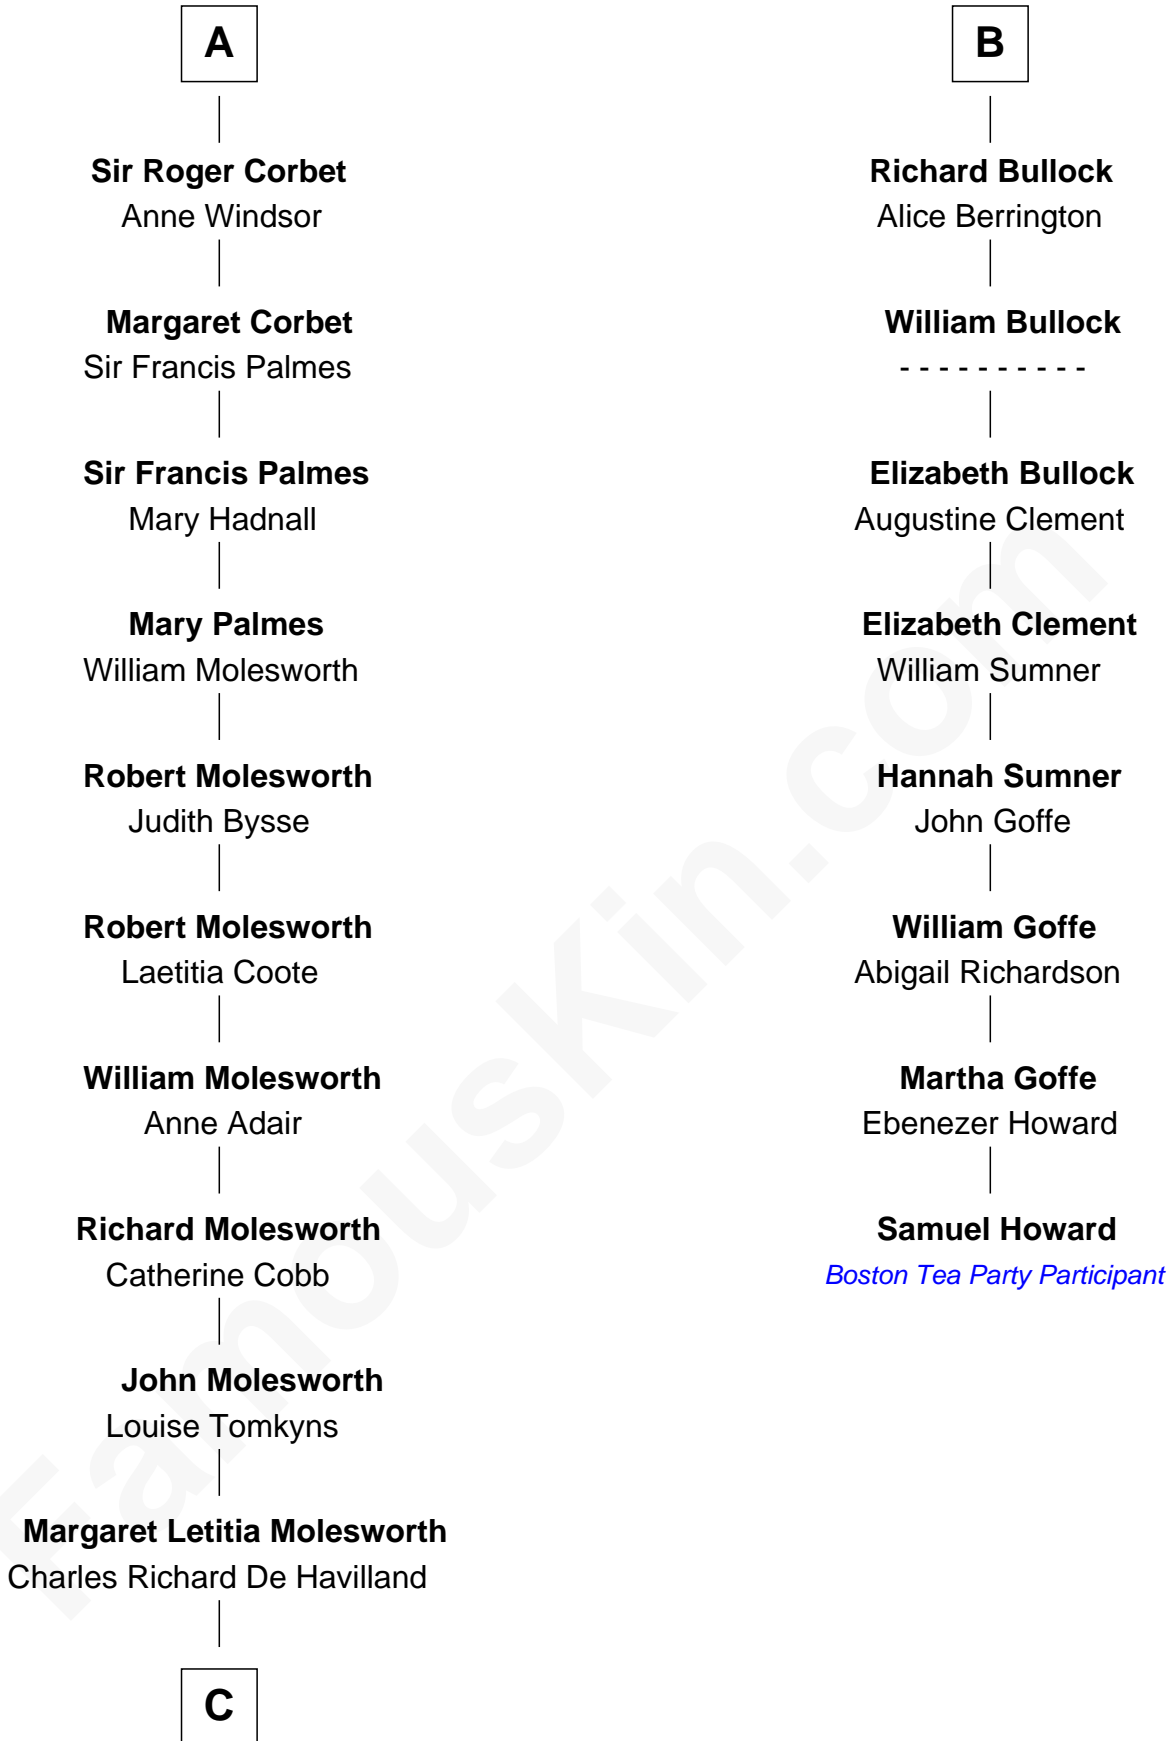 A
Sir Roger Corbet
Anne Windsor
Margaret Corbet
Sir Francis Palmes
Sir Francis Palmes
Mary Hadnall
Mary Palmes
William Molesworth
Robert Molesworth
Judith Bysse
Robert Molesworth
Laetitia Coote
William Molesworth
Anne Adair
Richard Molesworth
Catherine Cobb
John Molesworth
Louise Tomkyns
Margaret Letitia Molesworth
Charles Richard De Havilland
C
B
Richard Bullock
Alice Berrington
William Bullock
- - - - - - - - - -
Elizabeth Bullock
Augustine Clement
Elizabeth Clement
William Sumner
Hannah Sumner
John Goffe
William Goffe
Abigail Richardson
Martha Goffe
Ebenezer Howard
Samuel Howard
Boston Tea Party Participant
FamousKin.com